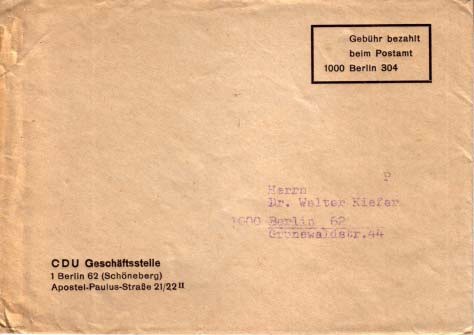 Gebühr bezahlt
beim Postamt
1000 Berlin 304
P
Herrn
Dr. Walter Kiefer
1000 Berlin 62
Grunewaldstr.44
CDU Geschäftsstelle
1 Berlin 62 (Schöneberg)
Apostel-Paulus-Straße 21/22 II